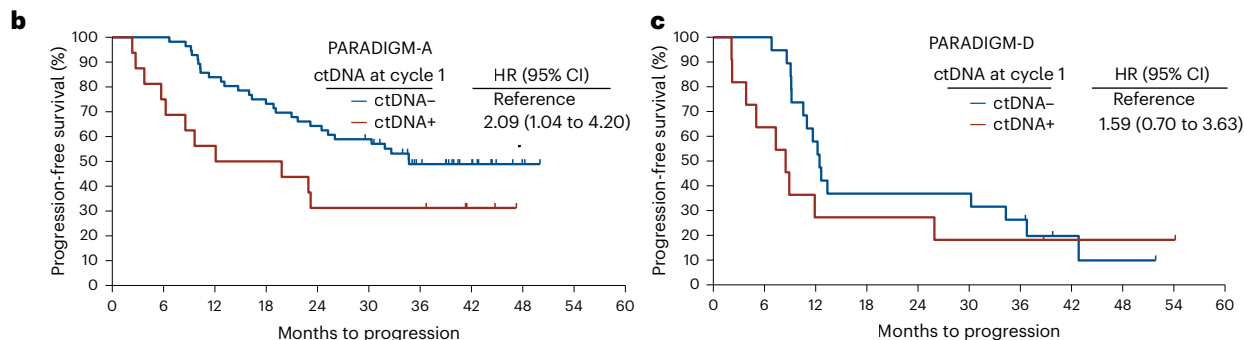 b
PARADIGM-A
ctDNA at cycle 1 HR (95% CI)
ctDNA– Reference
ctDNA+ 2.09 (1.04 to 4.20)
Progression-free survival (%)
100
90
80
70
60
50
40
30
20
10
0
0 6 12 18 24 30 36 42 48 54 60
Months to progression
c
PARADIGM-D
ctDNA at cycle 1 HR (95% CI)
ctDNA– Reference
ctDNA+ 1.59 (0.70 to 3.63)
Progression-free survival (%)
100
90
80
70
60
50
40
30
20
10
0
0 6 12 18 24 30 36 42 48 54 60
Months to progression